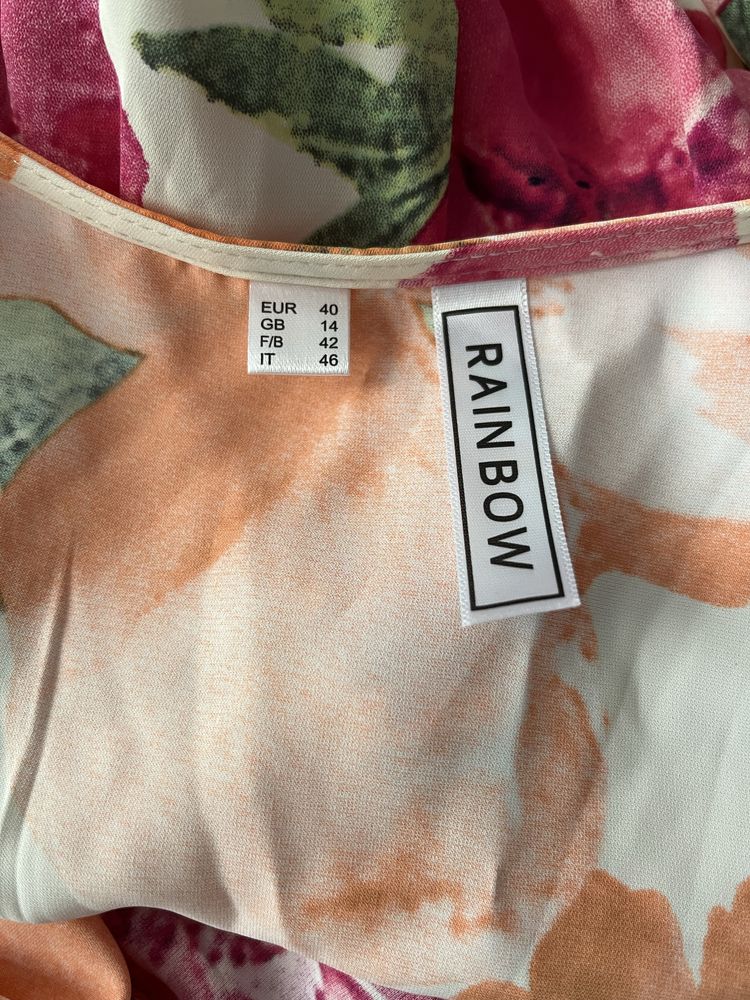 EUR 40
GB 14
F/B 42
IT 46
RAINBOW